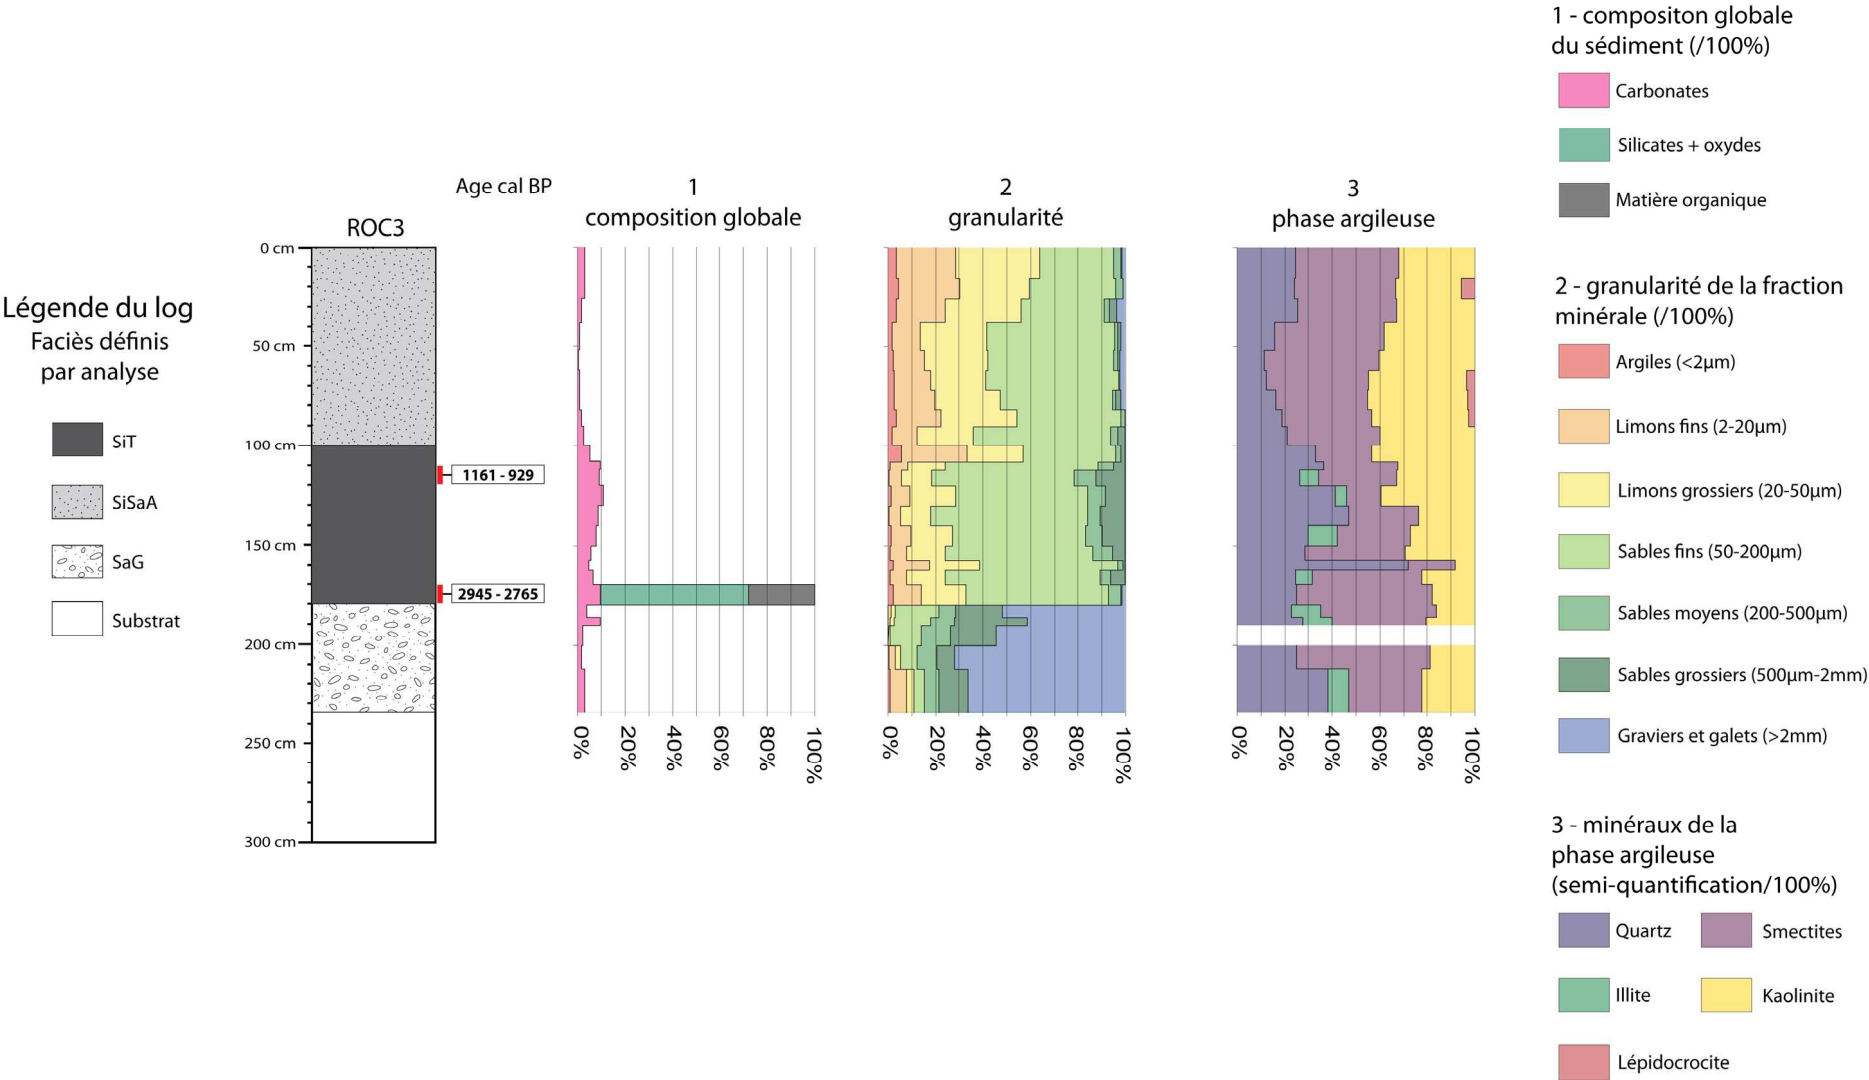 1 - compositon globale
du sédiment (/100%)
Carbonates
Silicates + oxydes
Matière organique
Age cal BP
1
composition globale
2
granularité
3
phase argileuse
ROC3
0 cm
50 cm
100 cm
150 cm
200 cm
250 cm
300 cm
1161 - 929
2945 - 2765
0%
20%
40%
60%
80%
100%
0%
20%
40%
60%
80%
100%
0%
20%
40%
60%
80%
100%
Légende du log
Faciès définis
par analyse
SiT
SiSaA
SaG
Substrat
2 - granularité de la fraction
minérale (/100%)
Argiles (<2µm)
Limons fins (2-20µm)
Limons grossiers (20-50µm)
Sables fins (50-200µm)
Sables moyens (200-500µm)
Sables grossiers (500µm-2mm)
Graviers et galets (>2mm)
3 - minéraux de la
phase argileuse
(semi-quantification/100%)
Quartz
Smectites
Illite
Kaolinite
Lépidocrocite